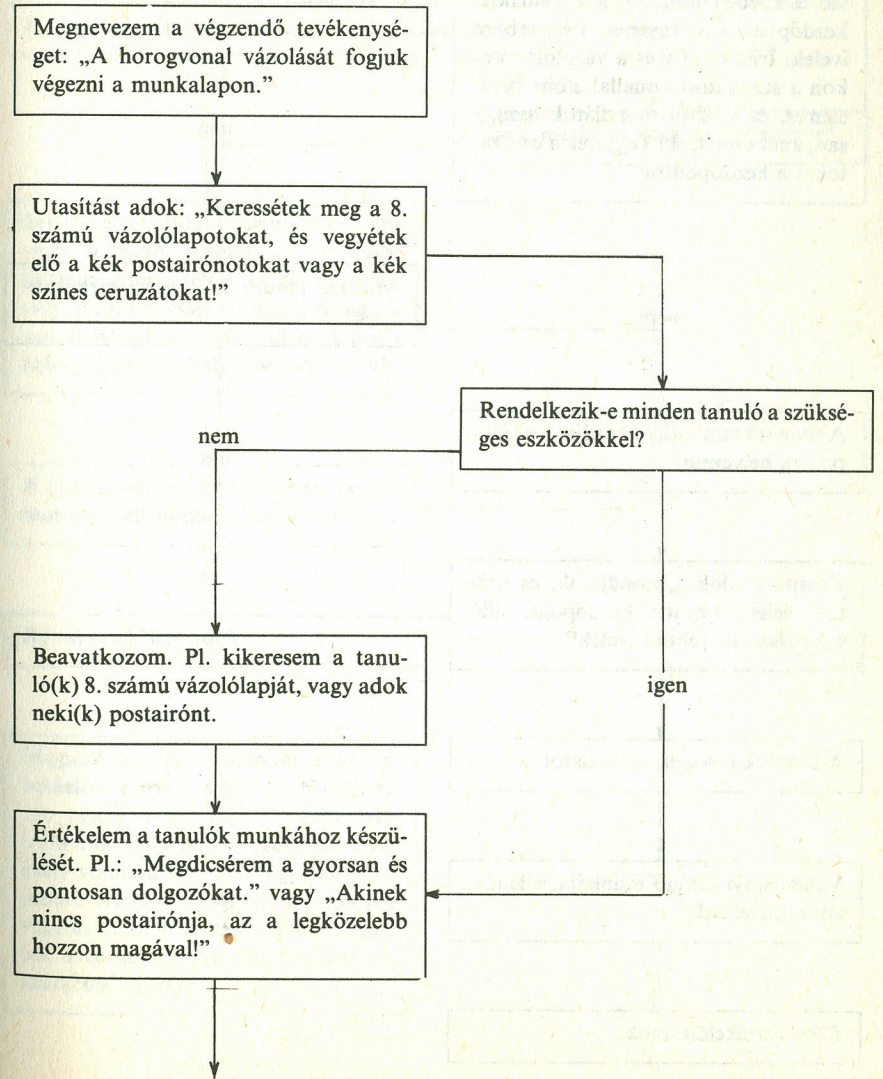 Megnevezem a végzendő tevékenysé-
get: „A horogvonal vázolását fogjuk
végezni a munkalapon.”
Utasítást adok: „Keressétek meg a 8.
számú vázolólapotokat, és vegyétek
elő a kék postairónotokat vagy a kék
színes ceruzátokat!”
Rendelkezik-e minden tanuló a szüksé-
ges eszközökkel?
nem
Beavatkozom. Pl. kikeresem a tanu-
ló(k) 8. számú vázolólapját, vagy adok
neki(k) postairónt.
igen
Értékelem a tanulók munkához készü-
lését. Pl.: „Megdicsérem a gyorsan és
pontosan dolgozókat.” vagy „Akinek
nincs postairónja, az a legközelebb
hozzon magával!”